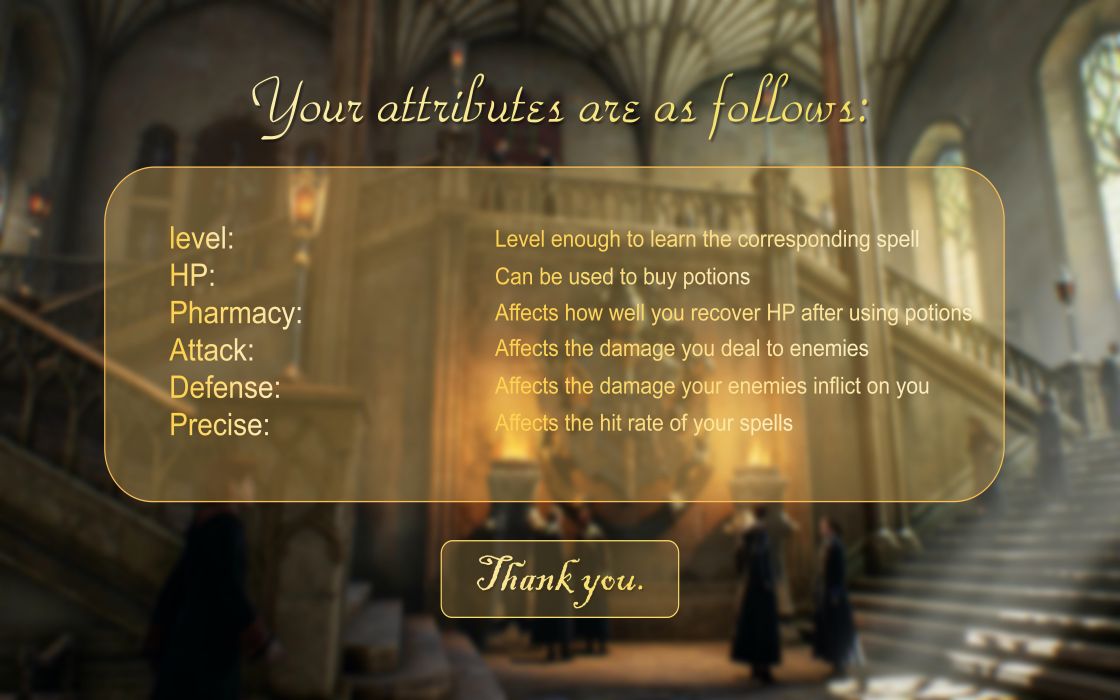 Your attributes are as follows:
level: Level enough to learn the corresponding spell
HP: Can be used to buy potions
Pharmacy: Affects how well you recover HP after using potions
Attack: Affects the damage you deal to enemies
Defense: Affects the damage your enemies inflict on you
Precise: Affects the hit rate of your spells
Thank you.